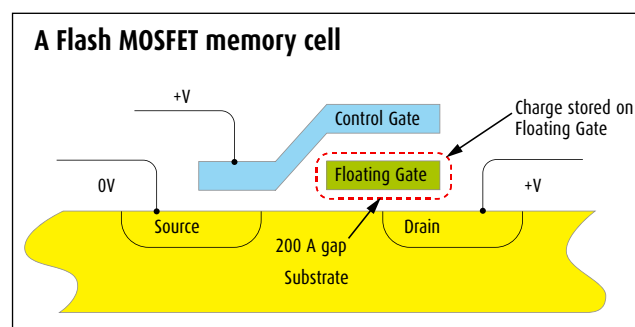 A Flash MOSFET memory cell
+V
Control Gate
Charge stored on
Floating Gate
0V
Floating Gate
+V
Source
Drain
200 A gap
Substrate